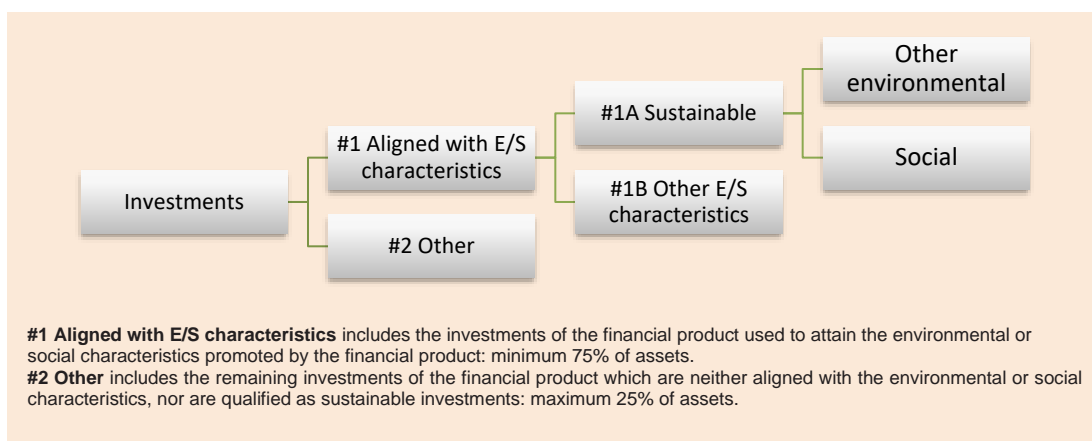 Other
environmental
#1A Sustainable
#1 Aligned with E/S
characteristics
Social
#1B Other E/S
characteristics
Investments
#2 Other
#1 Aligned with E/S characteristics includes the investments of the financial product used to attain the environmental or
social characteristics promoted by the financial product: minimum 75% of assets.
#2 Other includes the remaining investments of the financial product which are neither aligned with the environmental or social
characteristics, nor are qualified as sustainable investments: maximum 25% of assets.